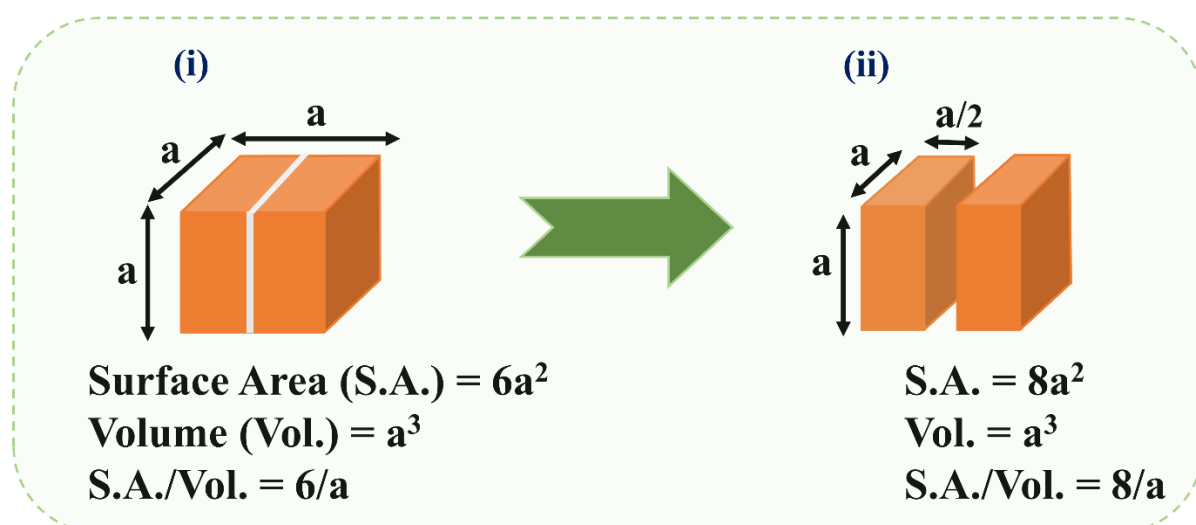 (i)
a
a
a
Surface Area (S.A.) = 6a²
Volume (Vol.) = a³
S.A./Vol. = 6/a
(ii)
a/2
a
a
S.A. = 8a²
Vol. = a³
S.A./Vol. = 8/a